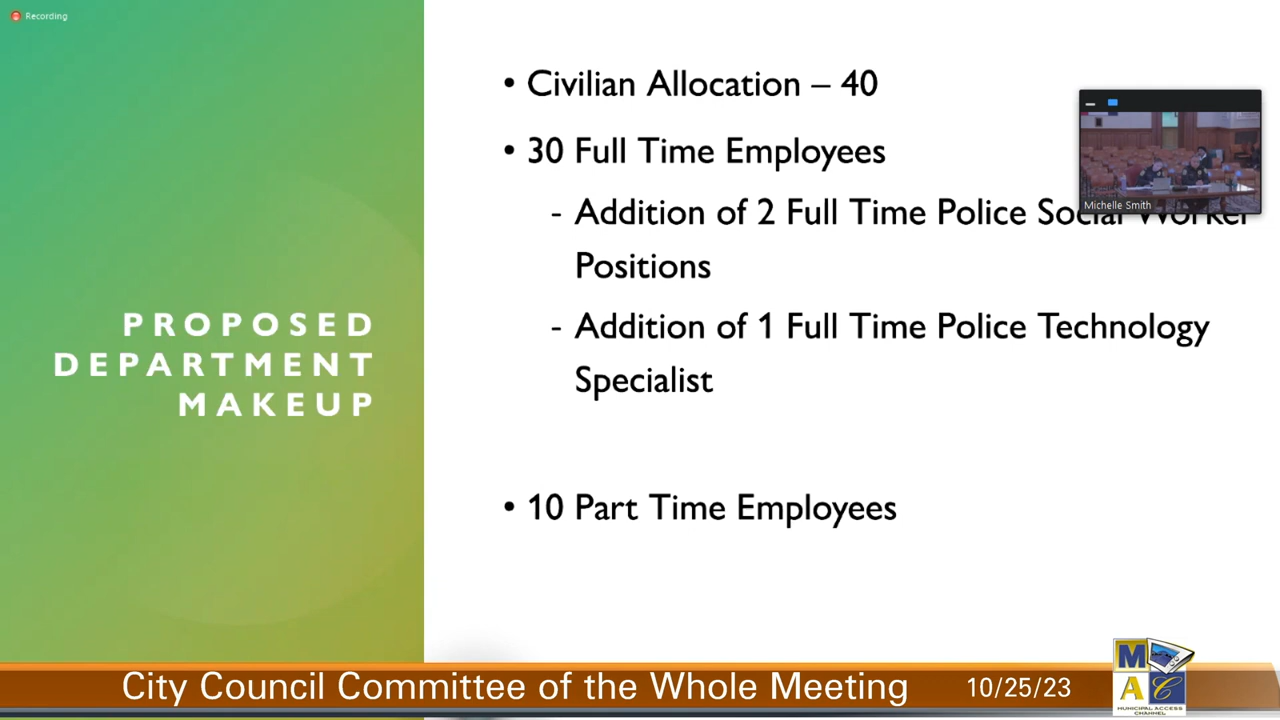 Recording
• Civilian Allocation – 40
• 30 Full Time Employees
- Addition of 2 Full Time Police Social Worker
Positions
- Addition of 1 Full Time Police Technology
Specialist
• 10 Part Time Employees
PROPOSED
DEPARTMENT
MAKEUP
Michelle Smith
City Council Committee of the Whole Meeting 10/25/23
M
A C
MUNICIPAL ACCESS
CHANNEL